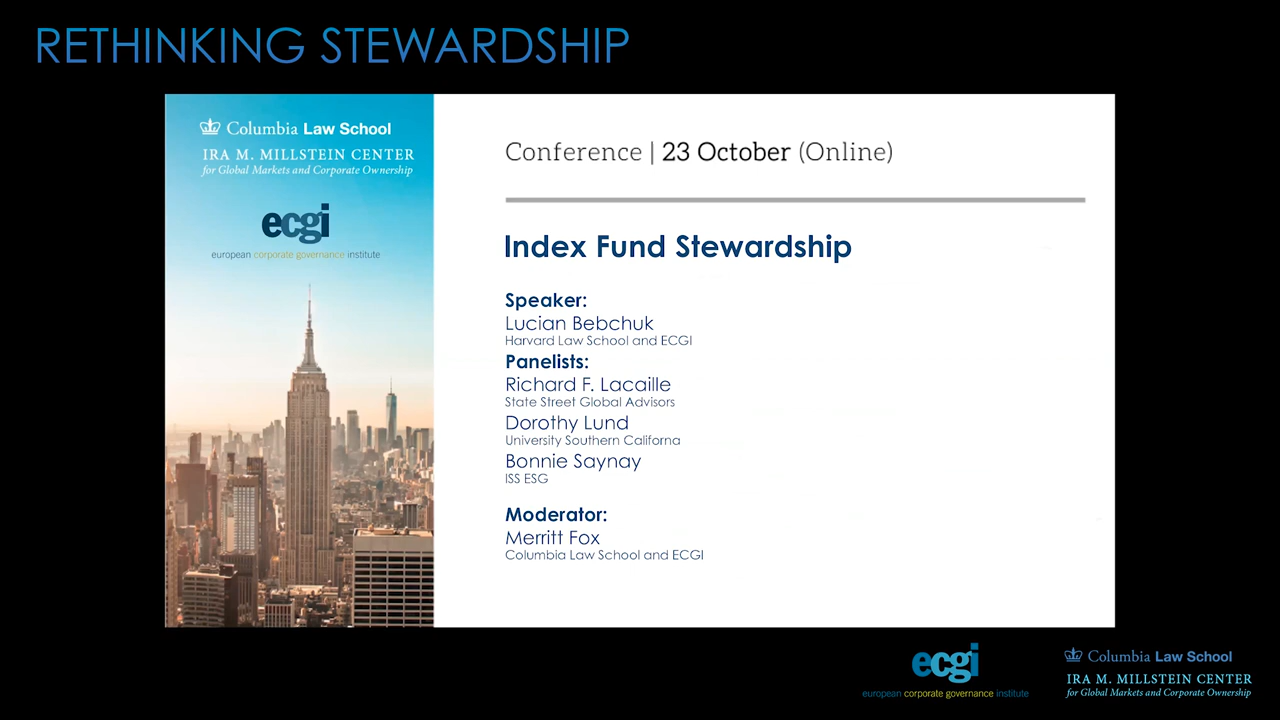 RETHINKING STEWARDSHIP
Columbia Law School
IRA M. MILLSTEIN CENTER
for Global Markets and Corporate Ownership
ecgi
european corporate governance institute
Conference | 23 October (Online)
Index Fund Stewardship
Speaker:
Lucian Bebchuk
Harvard Law School and ECGI
Panelists:
Richard F. Lacaille
State Street Global Advisors
Dorothy Lund
University Southern Californa
Bonnie Saynay
ISS ESG
Moderator:
Merritt Fox
Columbia Law School and ECGI
ecgi
european corporate governance institute
Columbia Law School
IRA M. MILLSTEIN CENTER
for Global Markets and Corporate Ownership